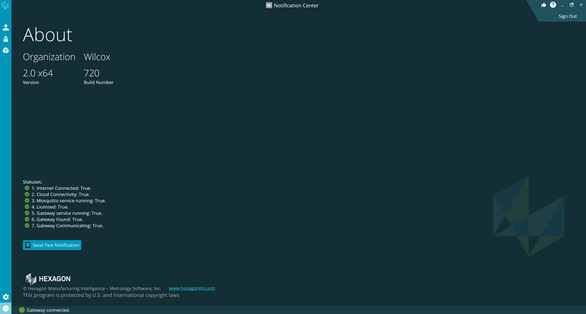 Notification Center
Sign Out
About
Organization Wilcox
2.0 x64 720
Version Build Number
Statuses:
1. Internet Connected: True.
2. Cloud Connectivity: True.
3. Mosquitto service running: True.
4. Licensed: True.
5. Gateway service running: True.
6. Gateway Found: True.
7. Gateway Communicating: True.
Send Test Notification
HEXAGON
© Hexagon Manufacturing Intelligence – Metrology Software, Inc. www.hexagonmi.com
This program is protected by U.S. and International copyright laws
Gateway connected.